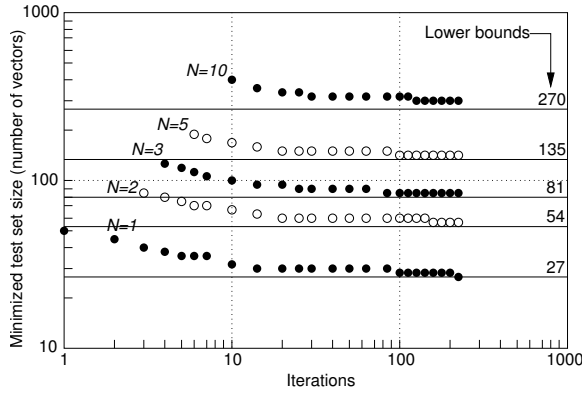 1000
Lower bounds
N=10
270
N=5
135
N=3
100
81
N=2
54
N=1
27
10
1
10
100
1000
Iterations
Minimized test set size (number of vectors)